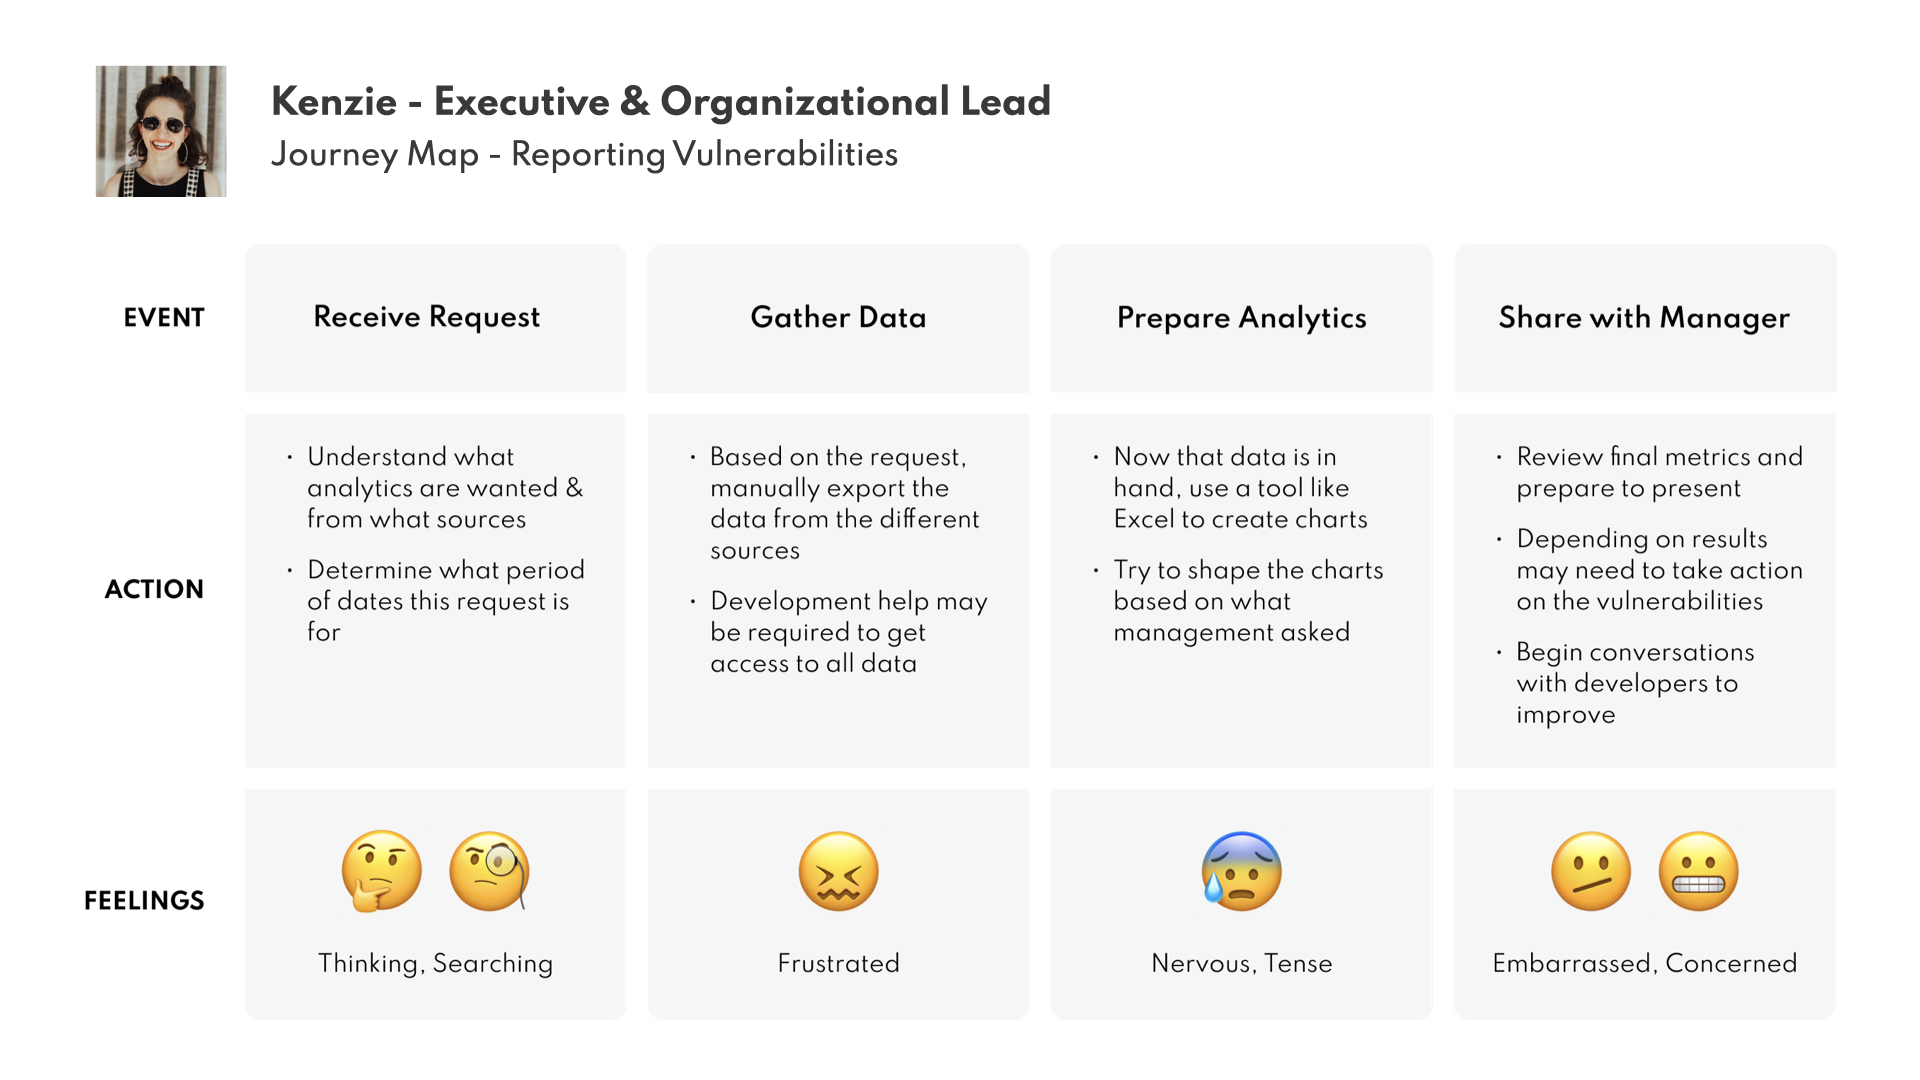 Kenzie - Executive & Organizational Lead
Journey Map - Reporting Vulnerabilities
EVENT
Receive Request
Gather Data
Prepare Analytics
Share with Manager
ACTION
• Understand what
analytics are wanted &
from what sources
• Determine what period
of dates this request is
for
• Based on the request,
manually export the
data from the different
sources
• Development help may
be required to get
access to all data
• Now that data is in
hand, use a tool like
Excel to create charts
• Try to shape the charts
based on what
management asked
• Review final metrics and
prepare to present
• Depending on results
may need to take action
on the vulnerabilities
• Begin conversations
with developers to
improve
FEELINGS
Thinking, Searching
Frustrated
Nervous, Tense
Embarrassed, Concerned